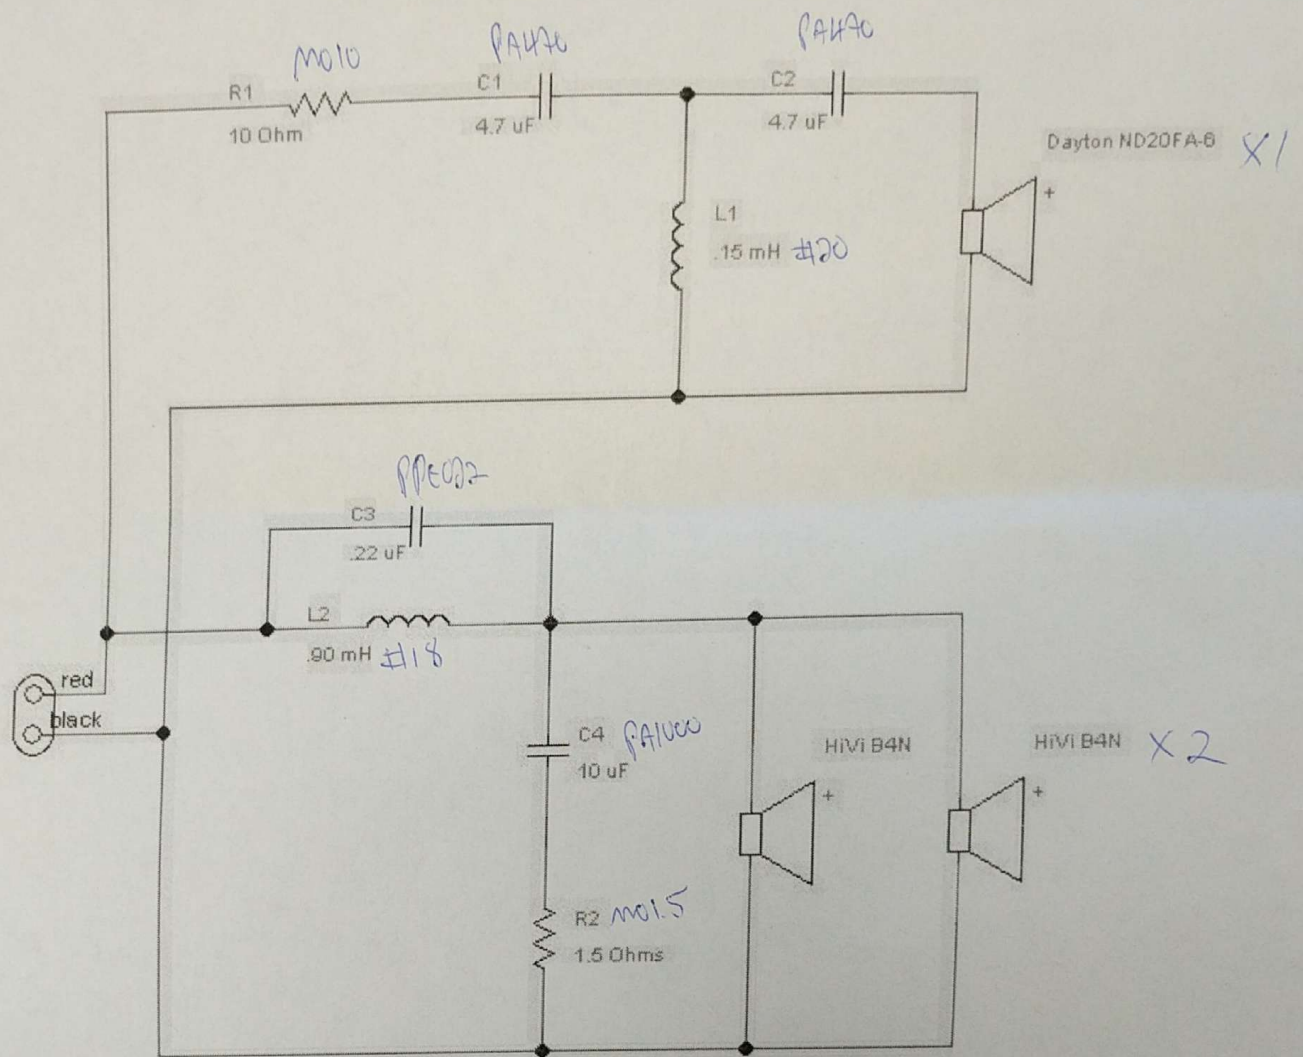 MO10
PA470
PA470
R1
10 Ohm
C1
4.7 uF
C2
4.7 uF
Dayton ND20FA-6 X1
+
L1
.15 mH #20
PPE022
C3
.22 uF
L2
.90 mH #18
red
black
C4 PA1000
10 uF
HiVi B4N
+
HiVi B4N X2
+
R2 MO1.5
1.5 Ohms